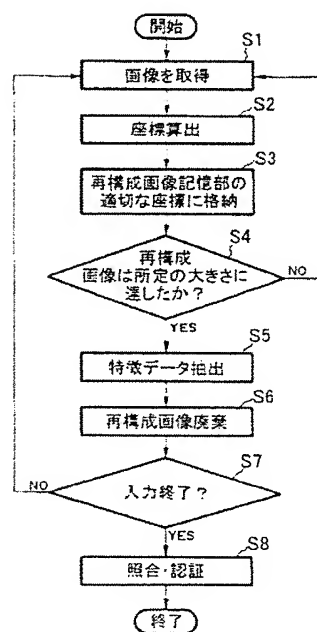 開始
S1
画像を取得
S2
座標算出
S3
再構成画像記憶部の
適切な座標に格納
S4
再構成
画像は所定の大きさに
達したか?
NO
YES
S5
特徴データ抽出
S6
再構成画像廃棄
S7
NO
入力終了?
YES
S8
照合・認証
終了